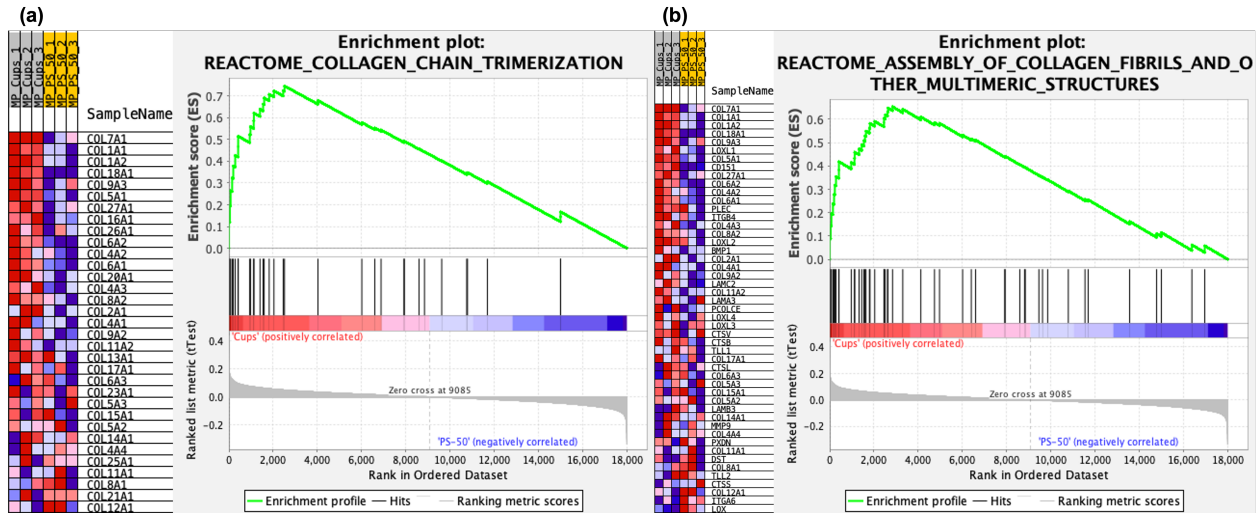 (a)
MP_Cups_1
MP_Cups_2
MP_Cups_3
MP_PS_50_1
MP_PS_50_2
MP_PS_50_3
SampleName
COL7A1
COL1A1
COL1A2
COL18A1
COL9A3
COL5A1
COL27A1
COL16A1
COL26A1
COL6A2
COL4A2
COL6A1
COL20A1
COL4A3
COL8A2
COL2A1
COL4A1
COL9A2
COL11A2
COL13A1
COL17A1
COL6A3
COL23A1
COL5A3
COL15A1
COL5A2
COL14A1
COL4A4
COL25A1
COL11A1
COL8A1
COL21A1
COL12A1
Enrichment plot:
REACTOME_COLLAGEN_CHAIN_TRIMERIZATION
Enrichment score (ES)
0.7
0.6
0.5
0.4
0.3
0.2
0.1
0.0
'Cups' (positively correlated)
Ranked list metric (tTest)
0.4
0.2
0.0
-0.2
Zero cross at 9085
'PS-50' (negatively correlated)
0
2,000
4,000
6,000
8,000
10,000
12,000
14,000
16,000
18,000
Rank in Ordered Dataset
Enrichment profile
Hits
Ranking metric scores
(b)
MP_Cups_1
MP_Cups_2
MP_Cups_3
MP_PS_50_1
MP_PS_50_2
MP_PS_50_3
SampleName
COL7A1
COL1A1
COL1A2
COL18A1
COL9A3
LOXL1
COL5A1
CD151
COL27A1
COL6A2
COL4A2
COL6A1
PLEC
ITGB4
COL4A3
COL8A2
LOXL2
BMP1
COL2A1
COL4A1
COL9A2
LAMC2
COL11A2
LAMA3
PCOLCE
LOXL4
LOXL3
CTSV
CTSB
TLL1
COL17A1
CTSL
COL6A3
COL5A3
COL15A1
COL5A2
LAMB3
COL14A1
MMP9
COL4A4
PXDN
COL11A1
DST
COL8A1
TLL2
CTSS
COL12A1
ITGA6
LOX
Enrichment plot:
REACTOME_ASSEMBLY_OF_COLLAGEN_FIBRILS_AND_O
THER_MULTIMERIC_STRUCTURES
Enrichment score (ES)
0.6
0.5
0.4
0.3
0.2
0.1
0.0
'Cups' (positively correlated)
Ranked list metric (tTest)
0.4
0.2
0.0
-0.2
Zero cross at 9085
'PS-50' (negatively correlated)
0
2,000
4,000
6,000
8,000
10,000
12,000
14,000
16,000
18,000
Rank in Ordered Dataset
Enrichment profile
Hits
Ranking metric scores